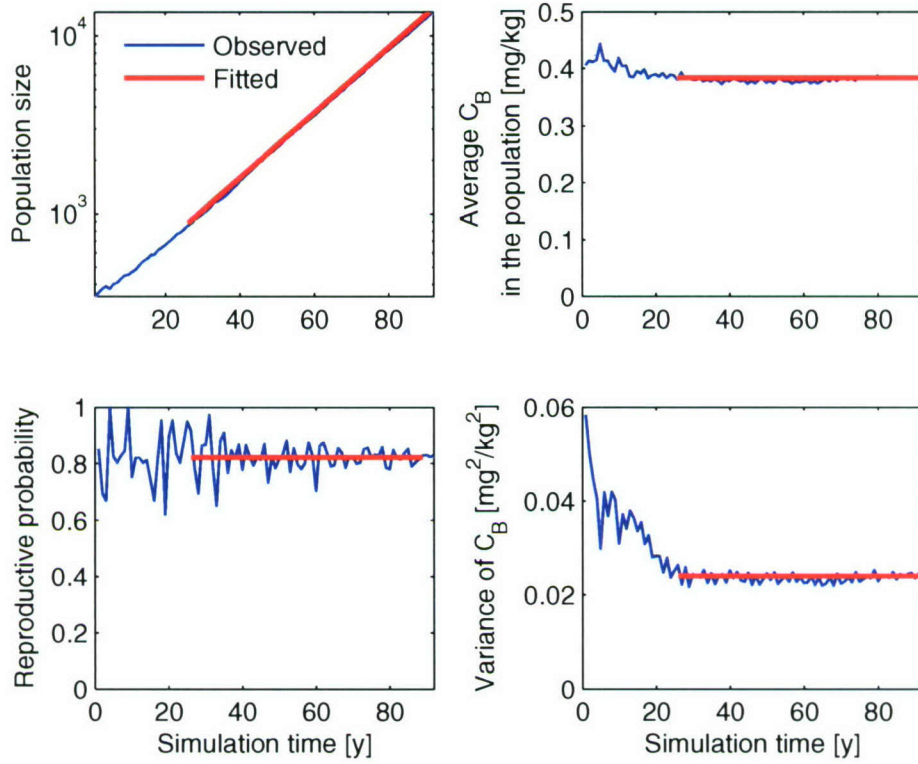 Population size
10^4
10^3
20 40 60 80
Observed
Fitted
Average C_B
in the population [mg/kg]
0.5
0.4
0.3
0.2
0.1
0
0 20 40 60 80
Reproductive probability
1
0.8
0.6
0.4
0.2
0
0 20 40 60 80
Simulation time [y]
Variance of C_B [mg^2/kg^2]
0.06
0.04
0.02
0
0 20 40 60 80
Simulation time [y]